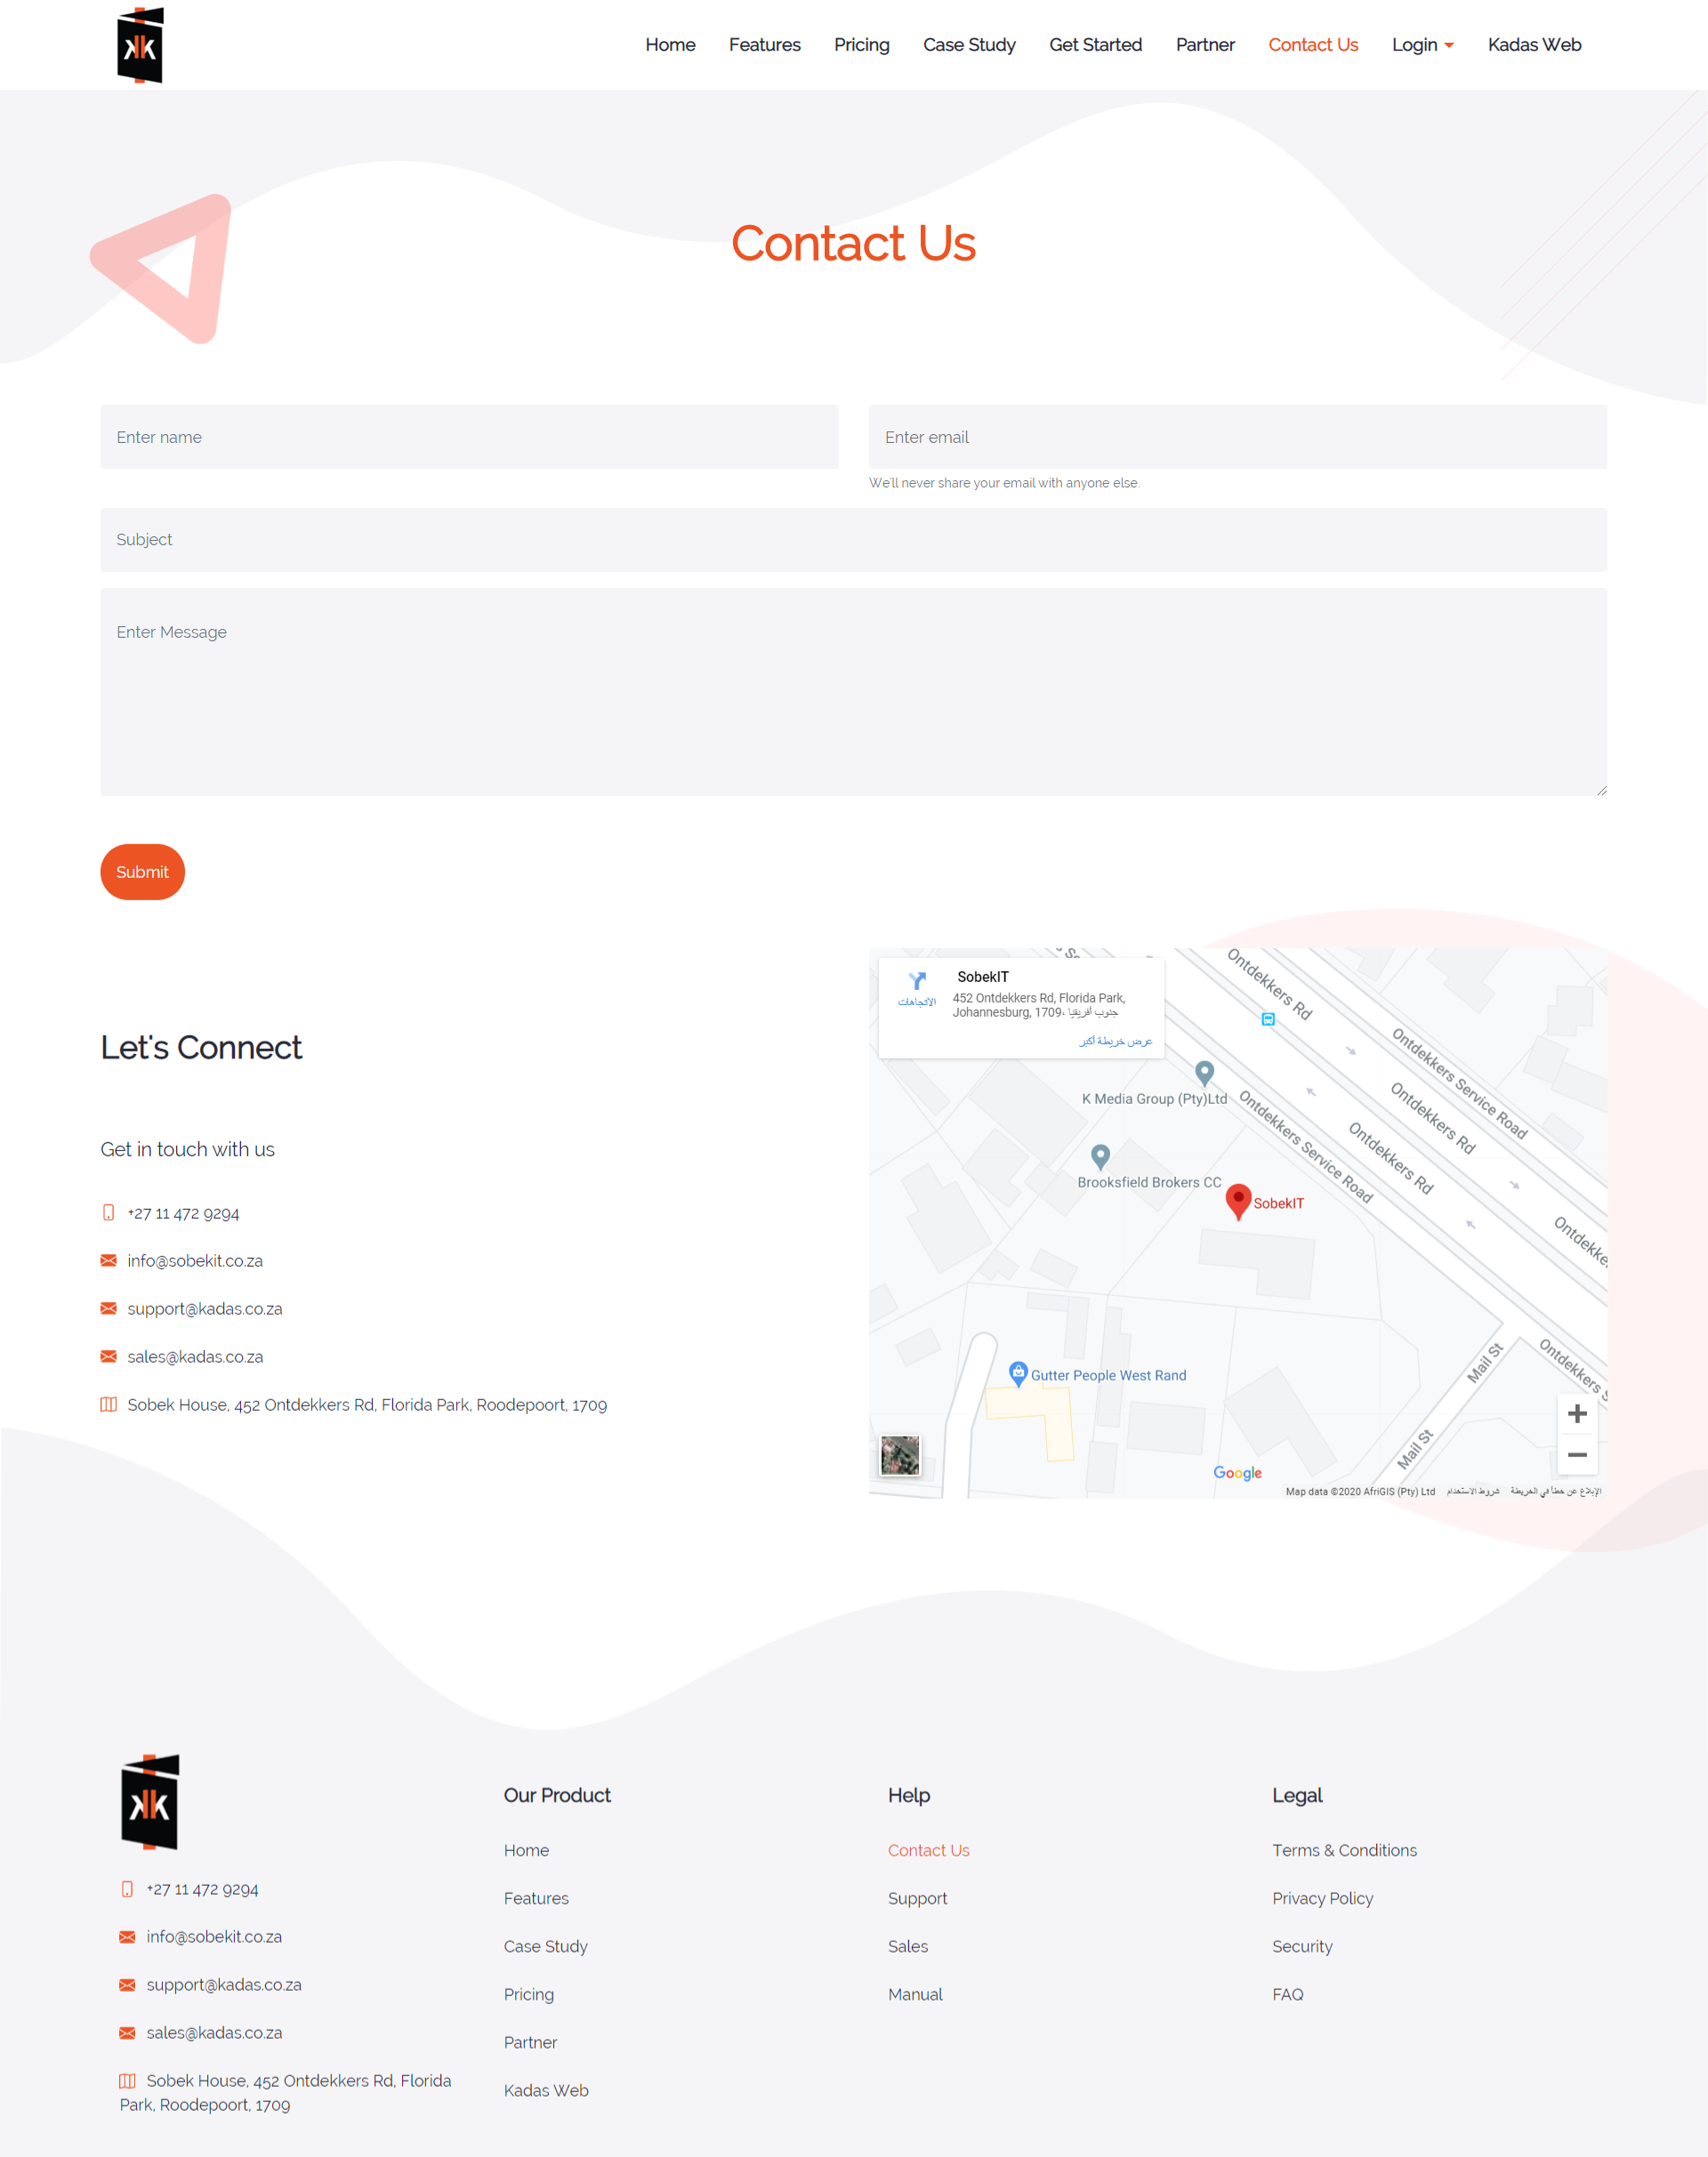 KK
Home Features Pricing Case Study Get Started Partner Contact Us Login Kadas Web
Contact Us
Enter name
Enter email
We'll never share your email with anyone else.
Subject
Enter Message
Submit
Let's Connect
Get in touch with us
+27 11 472 9294
info@sobekit.co.za
support@kadas.co.za
sales@kadas.co.za
Sobek House, 452 Ontdekkers Rd, Florida Park, Roodepoort, 1709
SobekIT
الاتجاهات
452 Ontdekkers Rd, Florida Park,
Johannesburg, 1709، جنوب أفريقيا
عرض خريطة أكبر
Ontdekkers Rd
Ontdekkers Service Road
Ontdekkers Rd
K Media Group (Pty)Ltd
Ontdekkers Service Road
Ontdekkers Rd
Brooksfield Brokers CC
SobekIT
Ontdekke
Gutter People West Rand
Mail St
Ontdekkers S
Mail St
Google
Map data ©2020 AfriGIS (Pty) Ltd شروط الاستخدام الإبلاغ عن خطأ في الخريطة
KK
+27 11 472 9294
info@sobekit.co.za
support@kadas.co.za
sales@kadas.co.za
Sobek House, 452 Ontdekkers Rd, Florida
Park, Roodepoort, 1709
Our Product
Home
Features
Case Study
Pricing
Partner
Kadas Web
Help
Contact Us
Support
Sales
Manual
Legal
Terms & Conditions
Privacy Policy
Security
FAQ